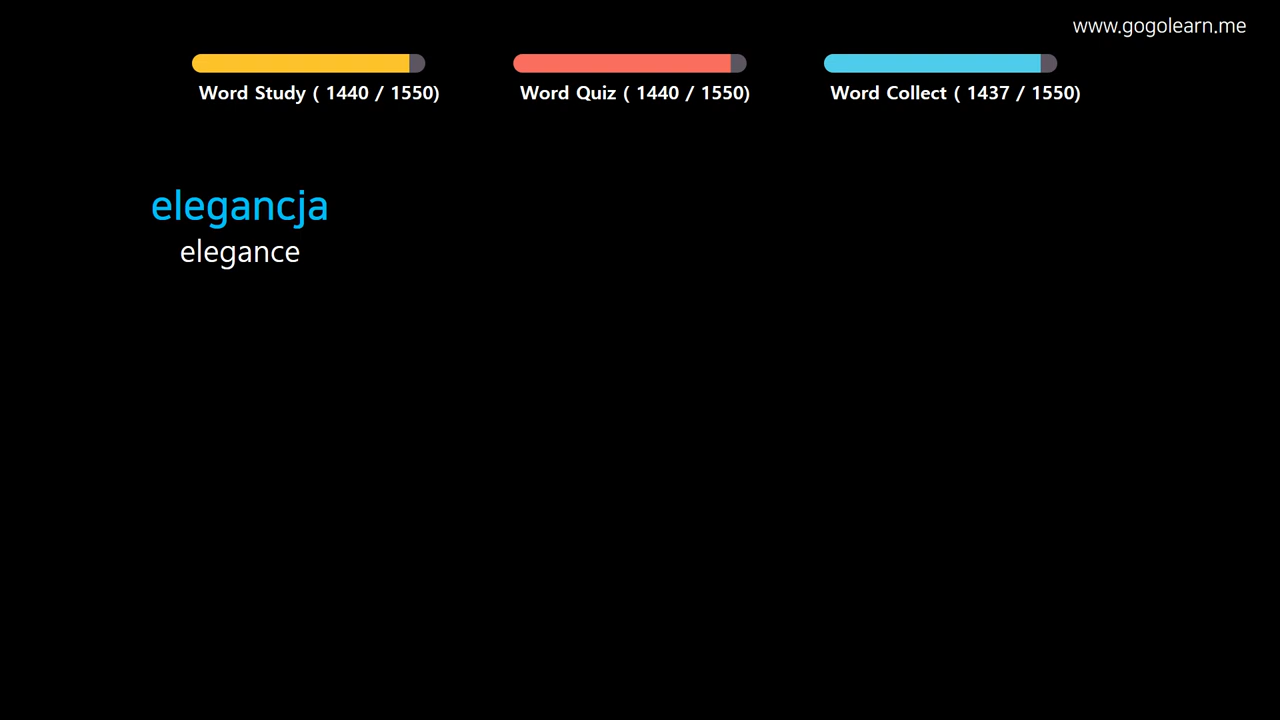 www.gogolearn.me
Word Study ( 1440 / 1550)
Word Quiz ( 1440 / 1550)
Word Collect ( 1437 / 1550)
elegancja
elegance